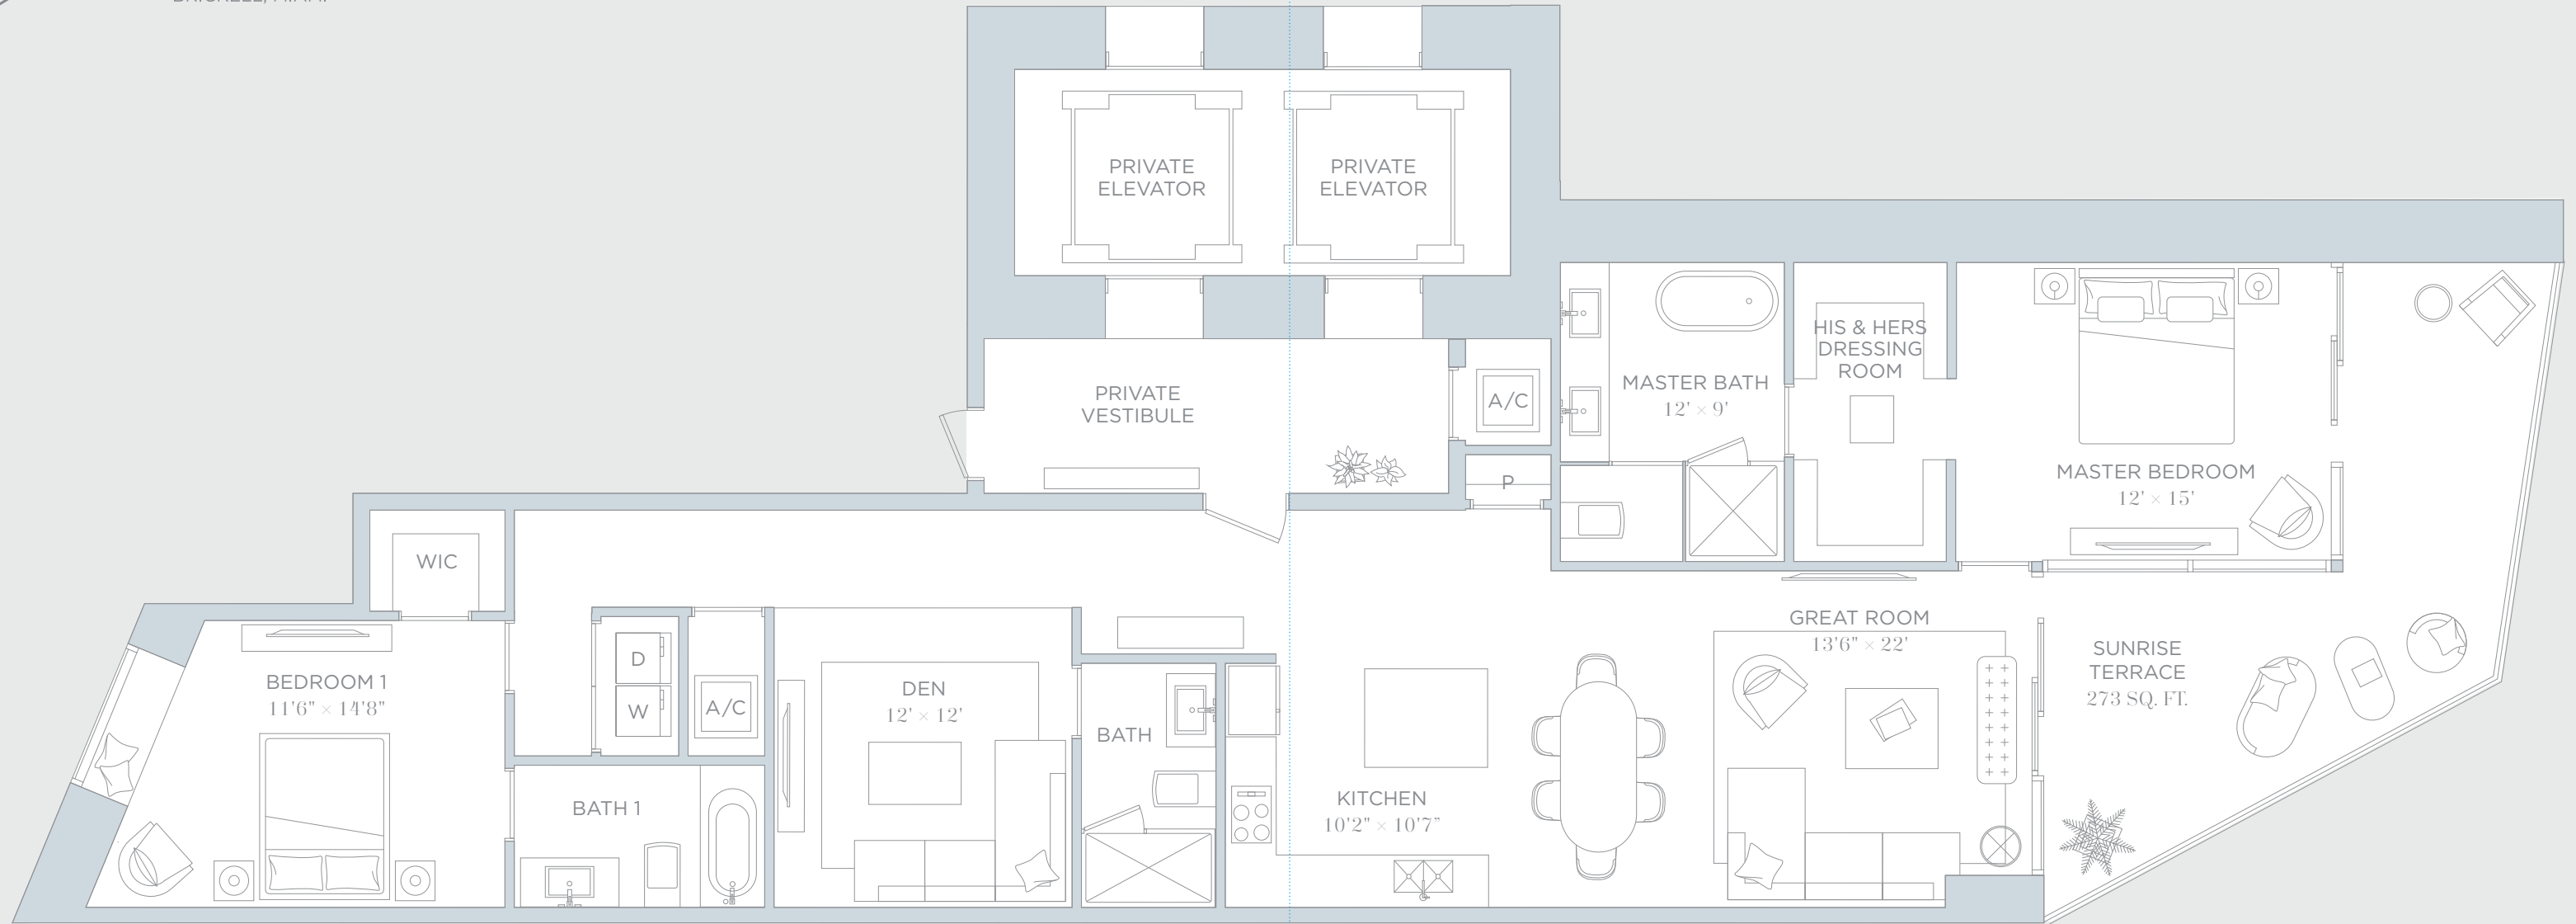 PRIVATE
ELEVATOR
PRIVATE
ELEVATOR
PRIVATE
VESTIBULE
A/C
P
MASTER BATH
12' × 9'
HIS & HERS
DRESSING
ROOM
MASTER BEDROOM
12' × 15'
WIC
BEDROOM 1
11'6" × 14'8"
D
W
A/C
BATH 1
DEN
12' × 12'
BATH
KITCHEN
10'2" × 10'7”
GREAT ROOM
13'6" × 22'
SUNRISE
TERRACE
273 SQ. FT.